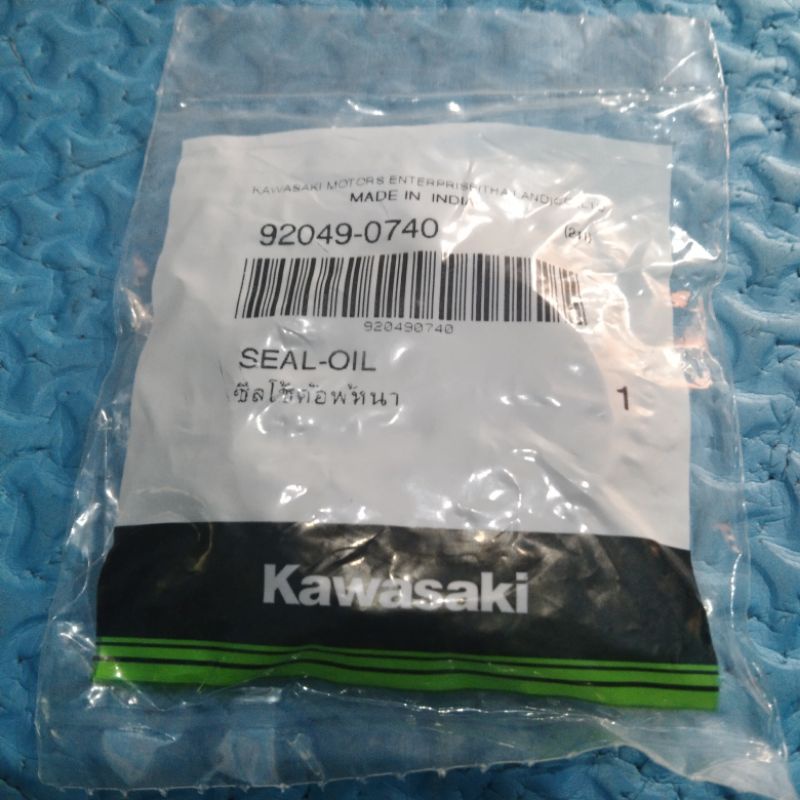 KAWASAKI MOTORS ENTERPRISE(THAILAND)CO.,LTD.
MADE IN INDIA
92049-0740
920490740
SEAL-OIL
ซีลโช้คอัพหน้า
1
Kawasaki